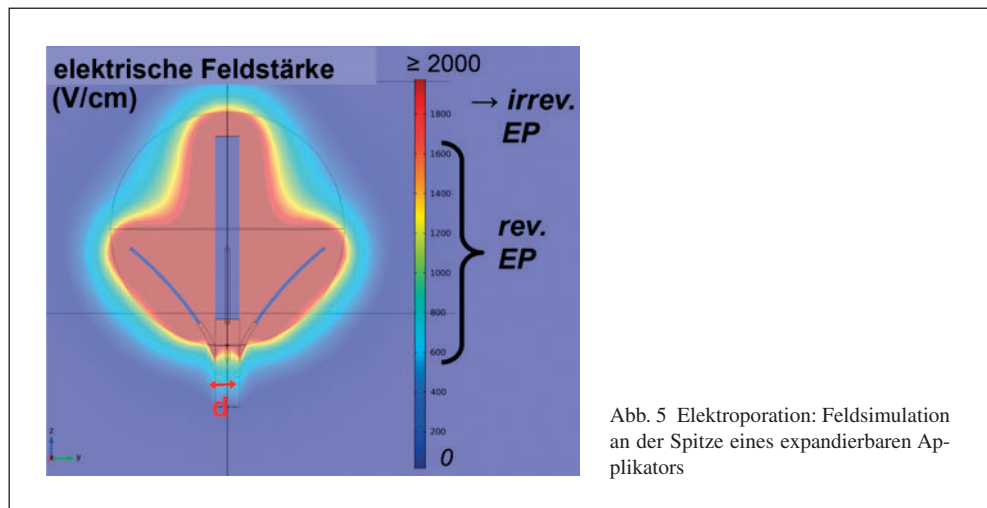 elektrische Feldstärke
(V/cm)
≥ 2000
→ irrev.
EP
1800
1600
1400
1200
1000
800
600
400
200
0
rev.
EP
d
z
y
Abb. 5 Elektroporation: Feldsimulation
an der Spitze eines expandierbaren Ap-
plikators